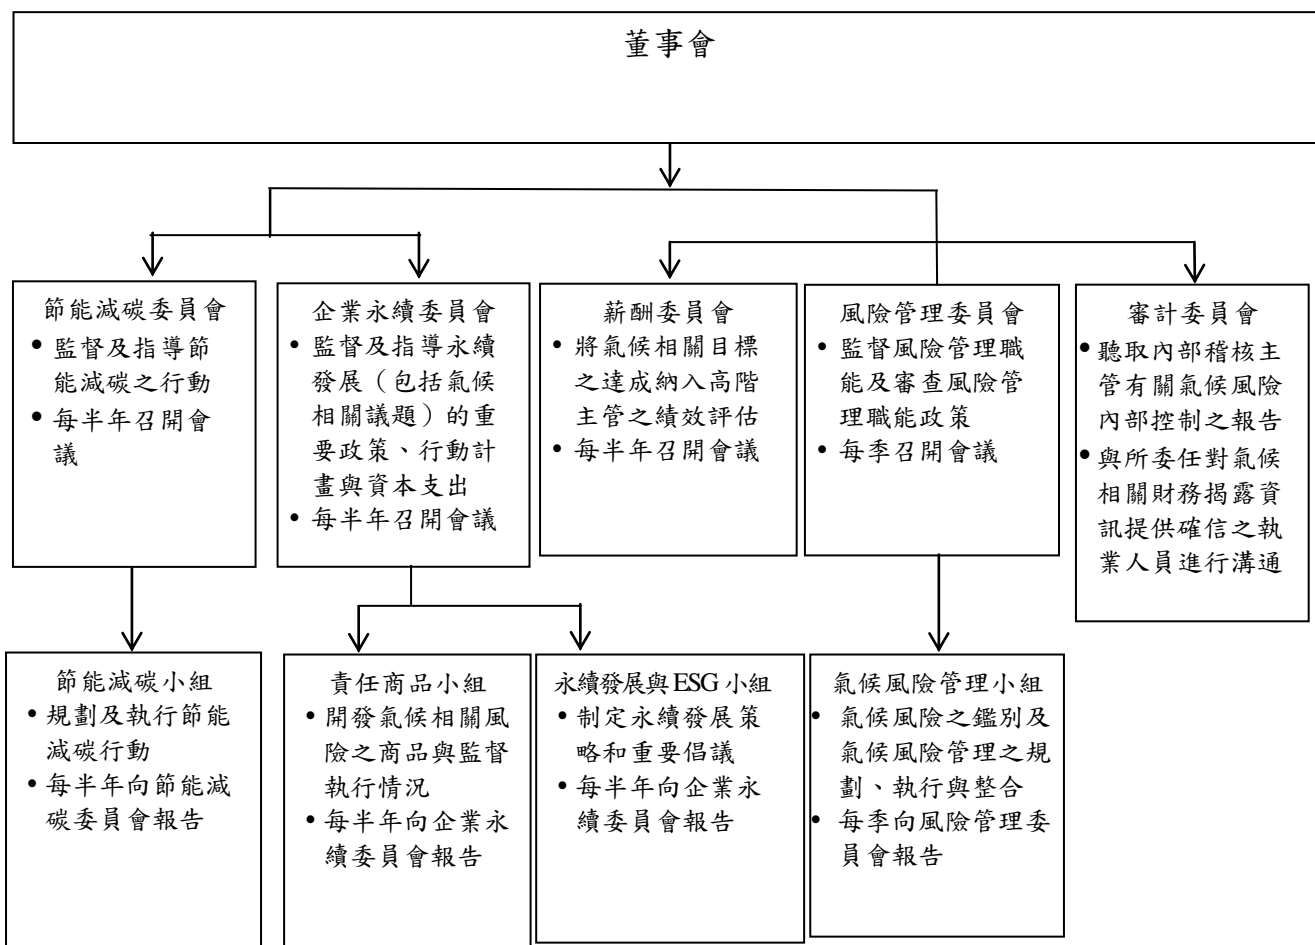 董事會
節能減碳委員會
• 監督及指導節
能減碳之行動
• 每半年召開會
議
企業永續委員會
• 監督及指導永續
發展（包括氣候
相關議題）的重
要政策、行動計
畫與資本支出
• 每半年召開會議
薪酬委員會
• 將氣候相關目標
之達成納入高階
主管之績效評估
• 每半年召開會議
風險管理委員會
• 監督風險管理職
能及審查風險管
理職能政策
• 每季召開會議
審計委員會
• 聽取內部稽核主
管有關氣候風險
內部控制之報告
• 與所委任對氣候
相關財務揭露資
訊提供確信之執
業人員進行溝通
節能減碳小組
• 規劃及執行節能
減碳行動
• 每半年向節能減
碳委員會報告
責任商品小組
• 開發氣候相關風
險之商品與監督
執行情況
• 每半年向企業永
續委員會報告
永續發展與ESG小組
• 制定永續發展策
略和重要倡議
• 每半年向企業永
續委員會報告
氣候風險管理小組
• 氣候風險之鑑別及
氣候風險管理之規
劃、執行與整合
• 每季向風險管理委
員會報告